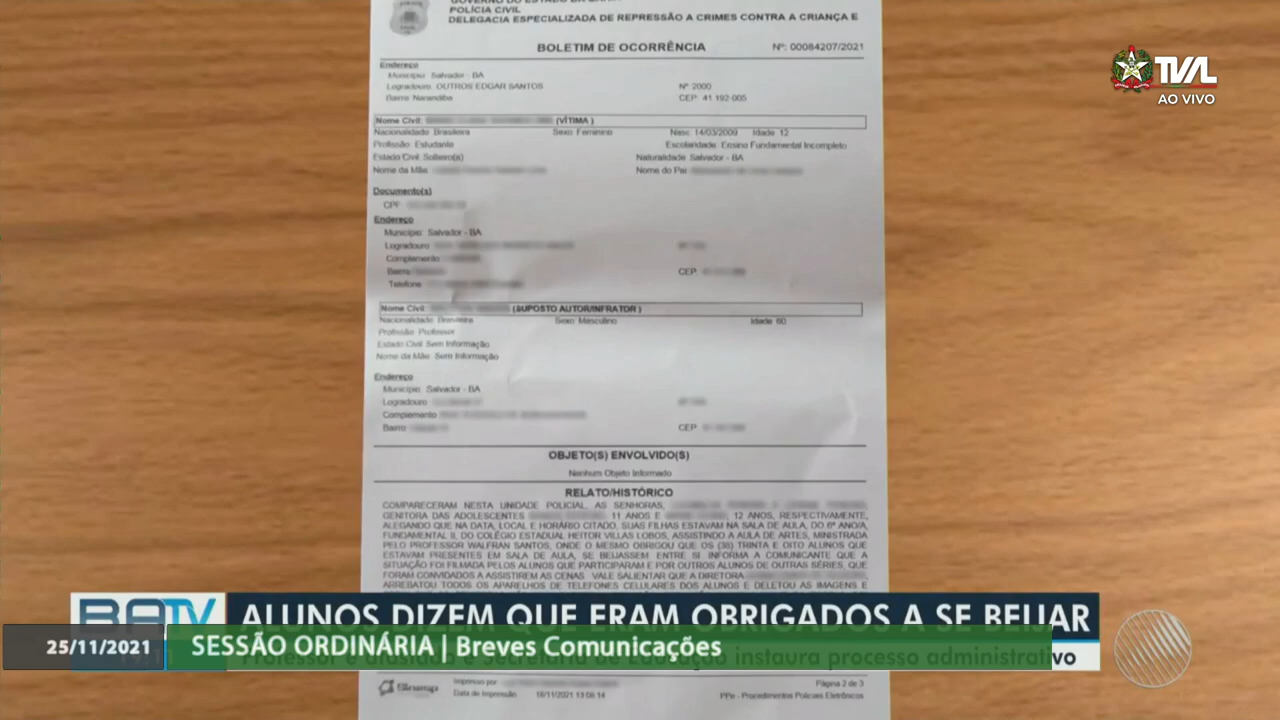 GOVERNO DO ESTADO DA
POLÍCIA CIVIL
DELEGACIA ESPECIALIZADA DE REPRESSÃO A CRIMES CONTRA A CRIANÇA E
BOLETIM DE OCORRÊNCIA Nº: 00084207/2021
TVAL
AO VIVO
Endereço
Município: Salvador - BA
Logradouro: OUTROS EDGAR SANTOS Nº: 2000
Bairro: Narandiba CEP: 41.192-005
Nome Civil: (VÍTIMA )
Nacionalidade: Brasileira Sexo: Feminino Nasc: 14/03/2009 Idade: 12
Profissão: Estudante Escolaridade: Ensino Fundamental Incompleto
Estado Civil: Solteiro(a) Naturalidade: Salvador - BA
Nome da Mãe: Nome do Pai:
Documento(s)
CPF:
Endereço
Município: Salvador - BA
Logradouro:
Complemento:
Bairro: CEP:
Telefone:
Nome Civil: (SUPOSTO AUTOR/INFRATOR )
Nacionalidade: Brasileira Sexo: Masculino Idade: 60
Profissão: Professor
Estado Civil: Sem Informação
Nome da Mãe: Sem Informação
Endereço
Município: Salvador - BA
Logradouro:
Complemento:
Bairro: CEP:
OBJETO(S) ENVOLVIDO(S)
Nenhum Objeto Informado
RELATO/HISTÓRICO
COMPARECERAM NESTA UNIDADE POLICIAL, AS SENHORAS,
GENITORA DAS ADOLESCENTES 11 ANOS E 12 ANOS, RESPECTIVAMENTE,
ALEGANDO QUE NA DATA, LOCAL E HORÁRIO CITADO, SUAS FILHAS ESTAVAM NA SALA DE AULA, DO 6º ANO/A,
FUNDAMENTAL II, DO COLÉGIO ESTADUAL HEITOR VILLAS LOBOS, ASSISTINDO A AULA DE ARTES, MINISTRADA
PELO PROFESSOR WALFRAN SANTOS, ONDE O MESMO OBRIGOU QUE OS (38) TRINTA E OITO ALUNOS QUE
ESTAVAM PRESENTES EM SALA DE AULA, SE BEIJASSEM ENTRE SI. INFORMA A COMUNICANTE QUE A
SITUAÇÃO FOI FILMADA PELOS ALUNOS QUE PARTICIPARAM E POR OUTROS ALUNOS DE OUTRAS SÉRIES, QUE
FORAM CONVIDADOS A ASSISTIREM AS CENAS. VALE SALIENTAR QUE A DIRETORA
ARREBATOU TODOS OS APARELHOS DE TELEFONES CELULARES DOS ALUNOS E DELETOU AS IMAGENS E
BATV ALUNOS DIZEM QUE ERAM OBRIGADOS A SE BEIJAR
25/11/2021 SESSÃO ORDINÁRIA | Breves Comunicações
Professor é afastado e Secretaria de Educação instaura processo administrativo
Impresso por: Página 2 de 3
Data de Impressão: 18/11/2021 13:08:14 PPe - Procedimentos Policiais Eletrônicos